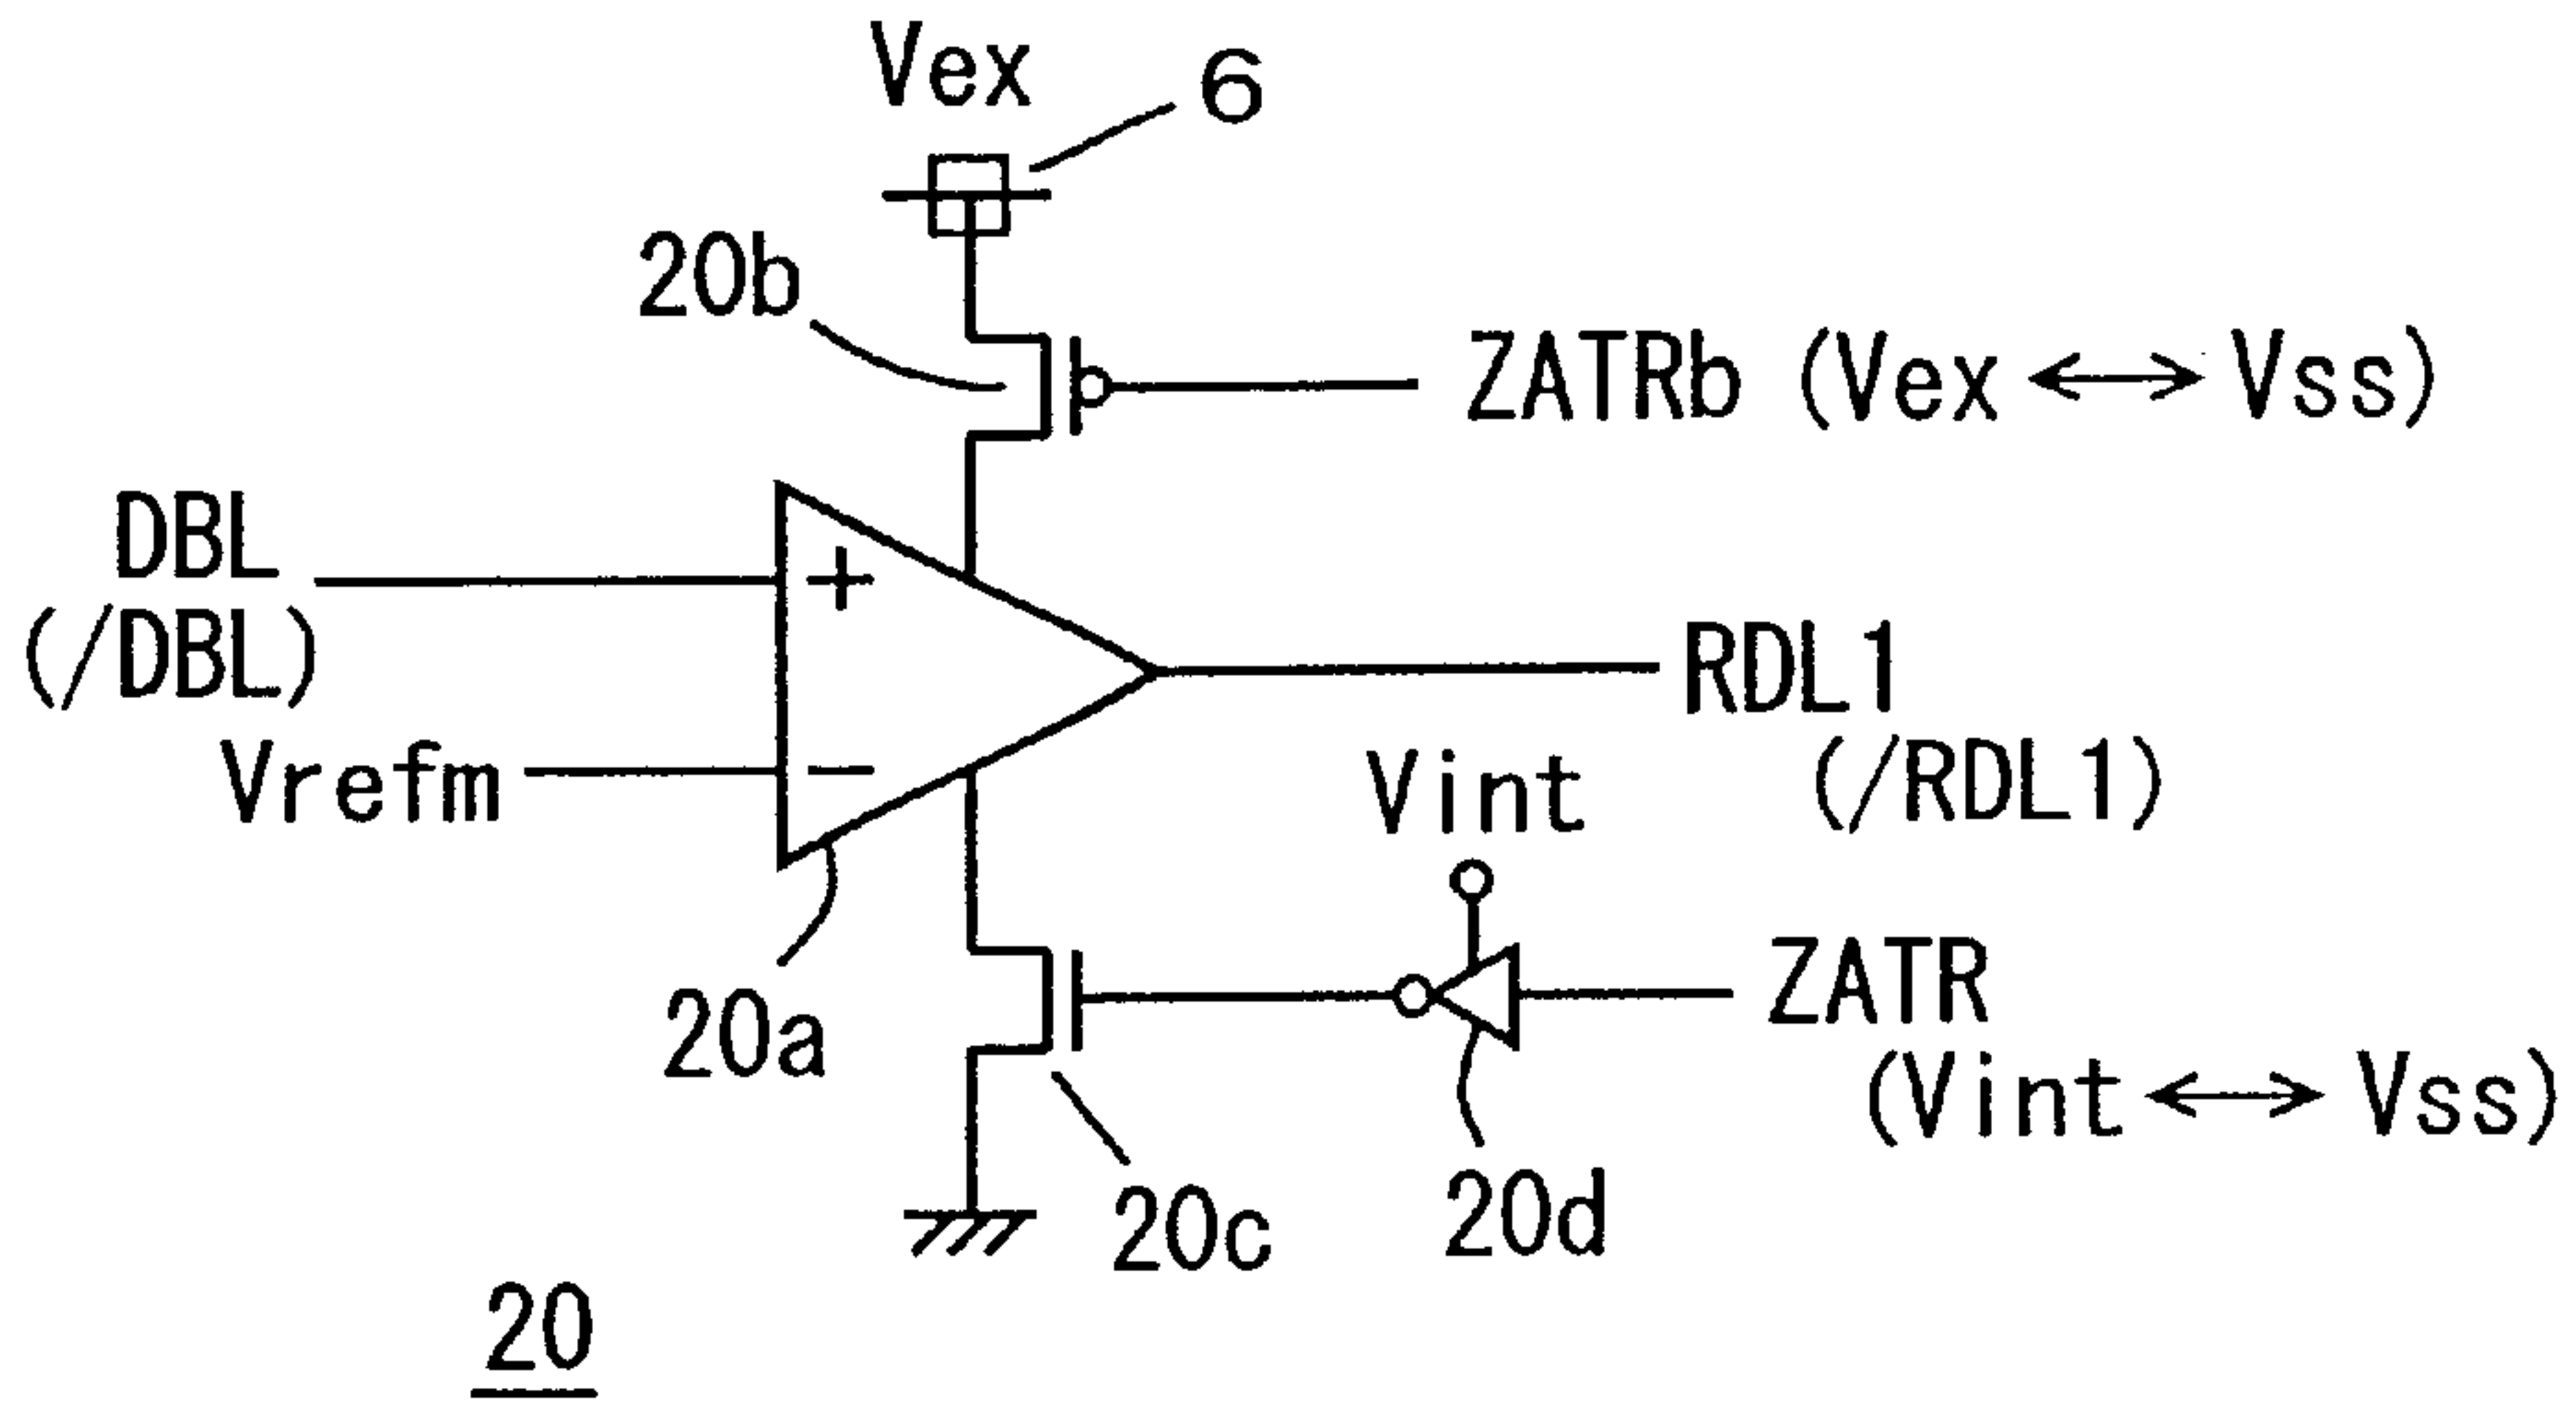 Vex
6
20b
ZATRb (Vex ↔ Vss)
DBL
(/DBL)
+
RDL1
(/RDL1)
Vrefm
−
Vint
20a
ZATR
(Vint ↔ Vss)
20c
20d
20